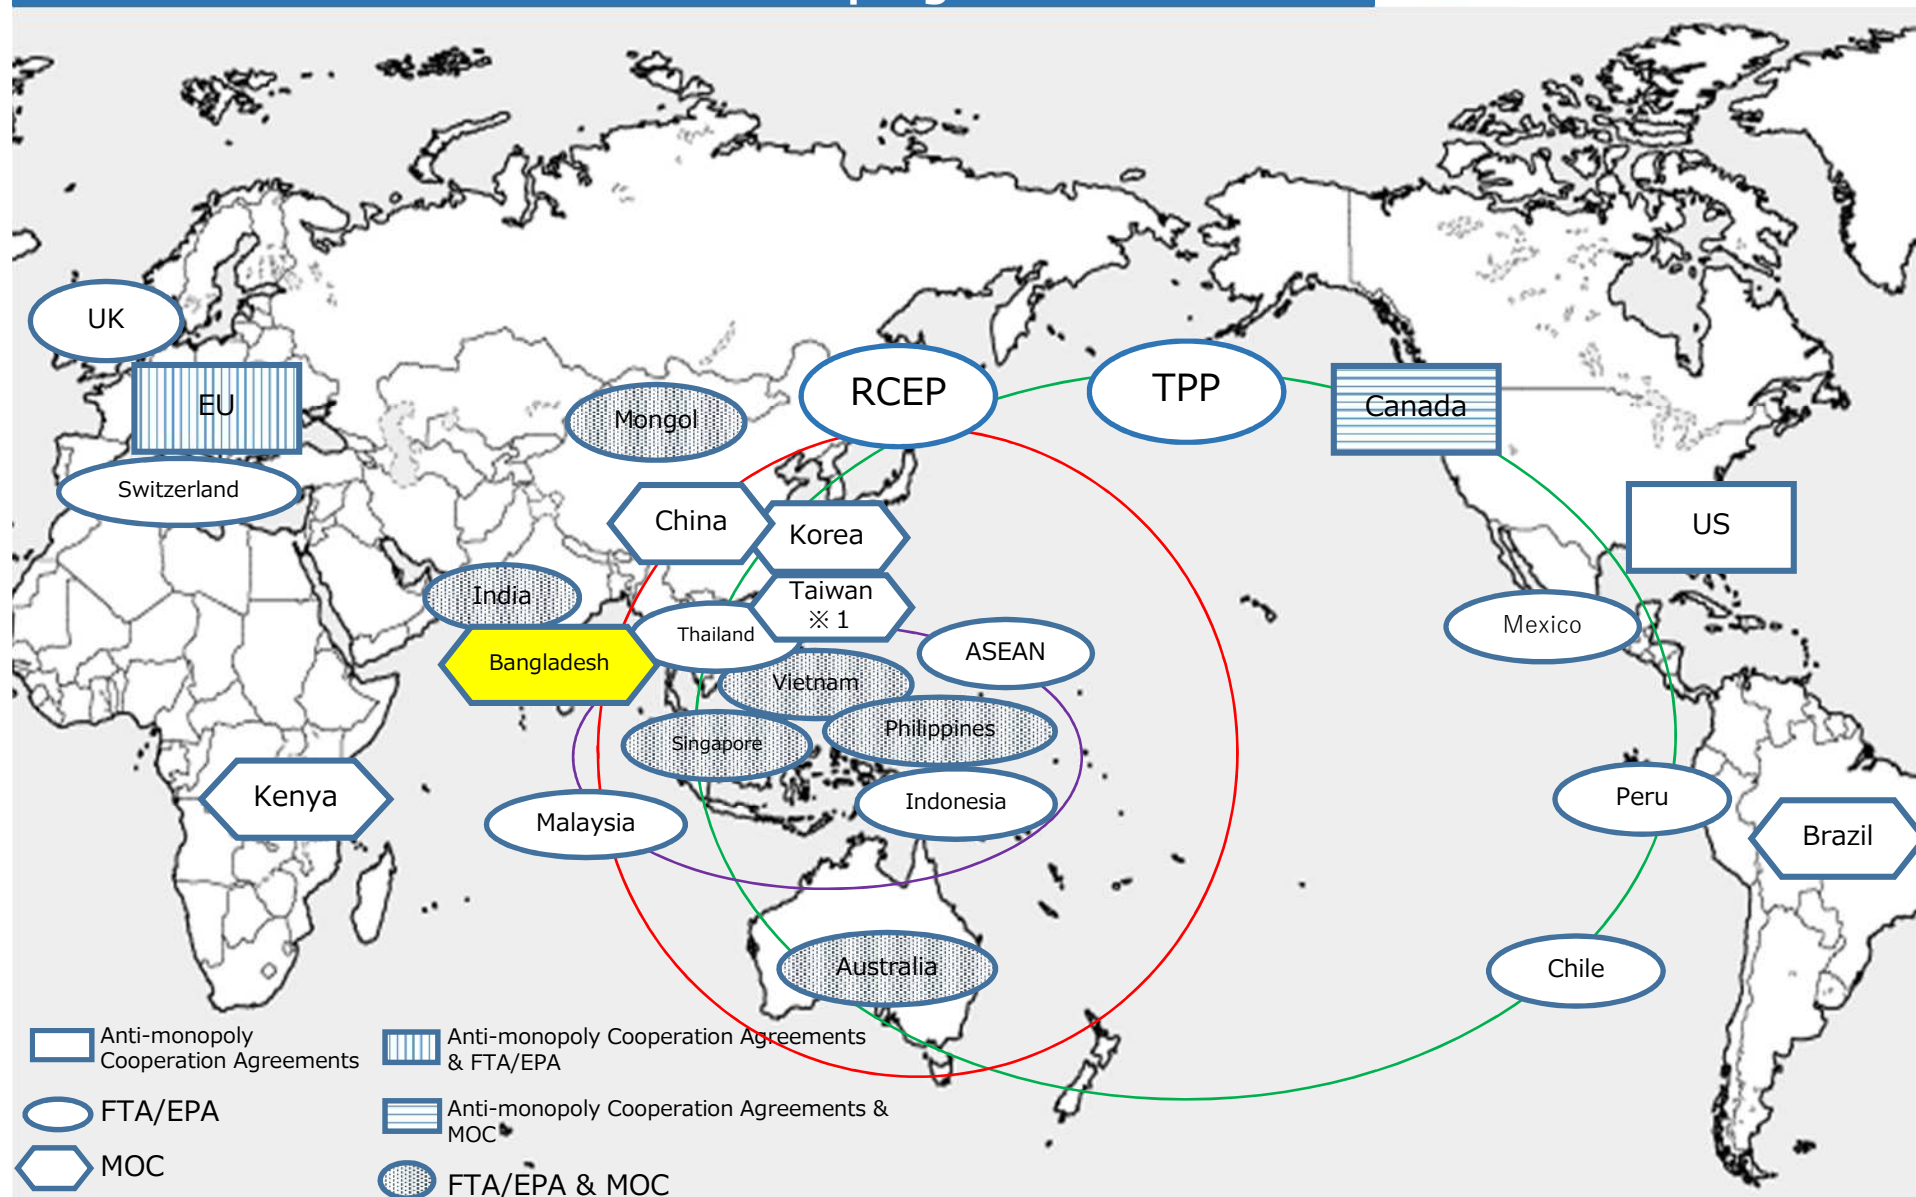 UK
EU
Switzerland
Mongol
RCEP
TPP
Canada
US
China
Korea
India
Taiwan
※1
Thailand
Bangladesh
ASEAN
Mexico
Vietnam
Singapore
Philippines
Kenya
Malaysia
Indonesia
Peru
Brazil
Australia
Chile
Anti-monopoly
Cooperation Agreements
FTA/EPA
MOC
Anti-monopoly Cooperation Agreements
& FTA/EPA
Anti-monopoly Cooperation Agreements &
MOC
FTA/EPA & MOC